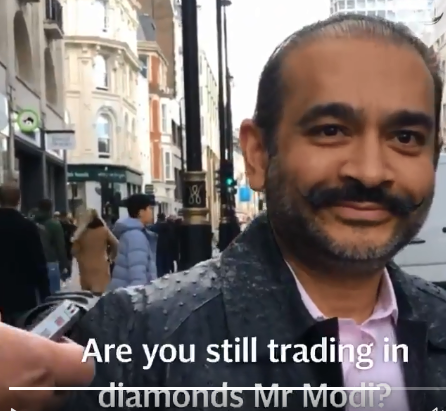 Are you still trading in
diamonds Mr Modi?